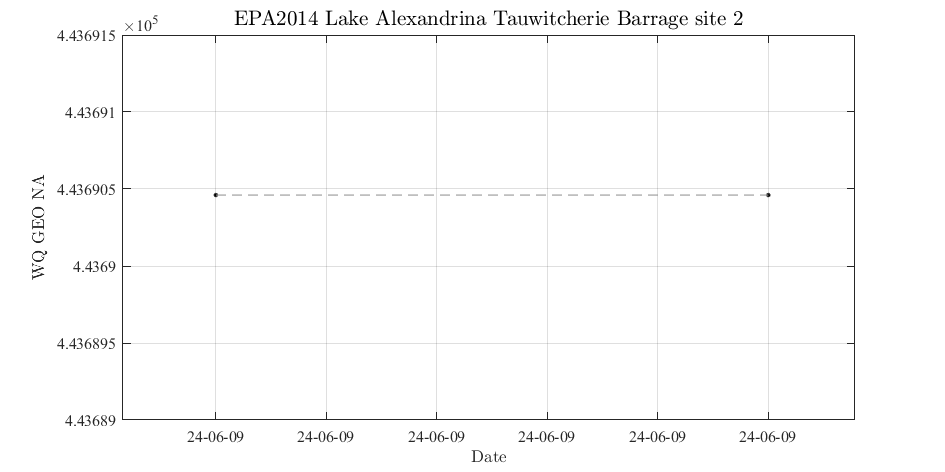 EPA2014 Lake Alexandrina Tauwitcherie Barrage site 2
×10⁵
4.436915
4.43691
4.436905
4.4369
4.436895
4.43689
WQ GEO NA
24-06-09 24-06-09 24-06-09 24-06-09 24-06-09 24-06-09
Date